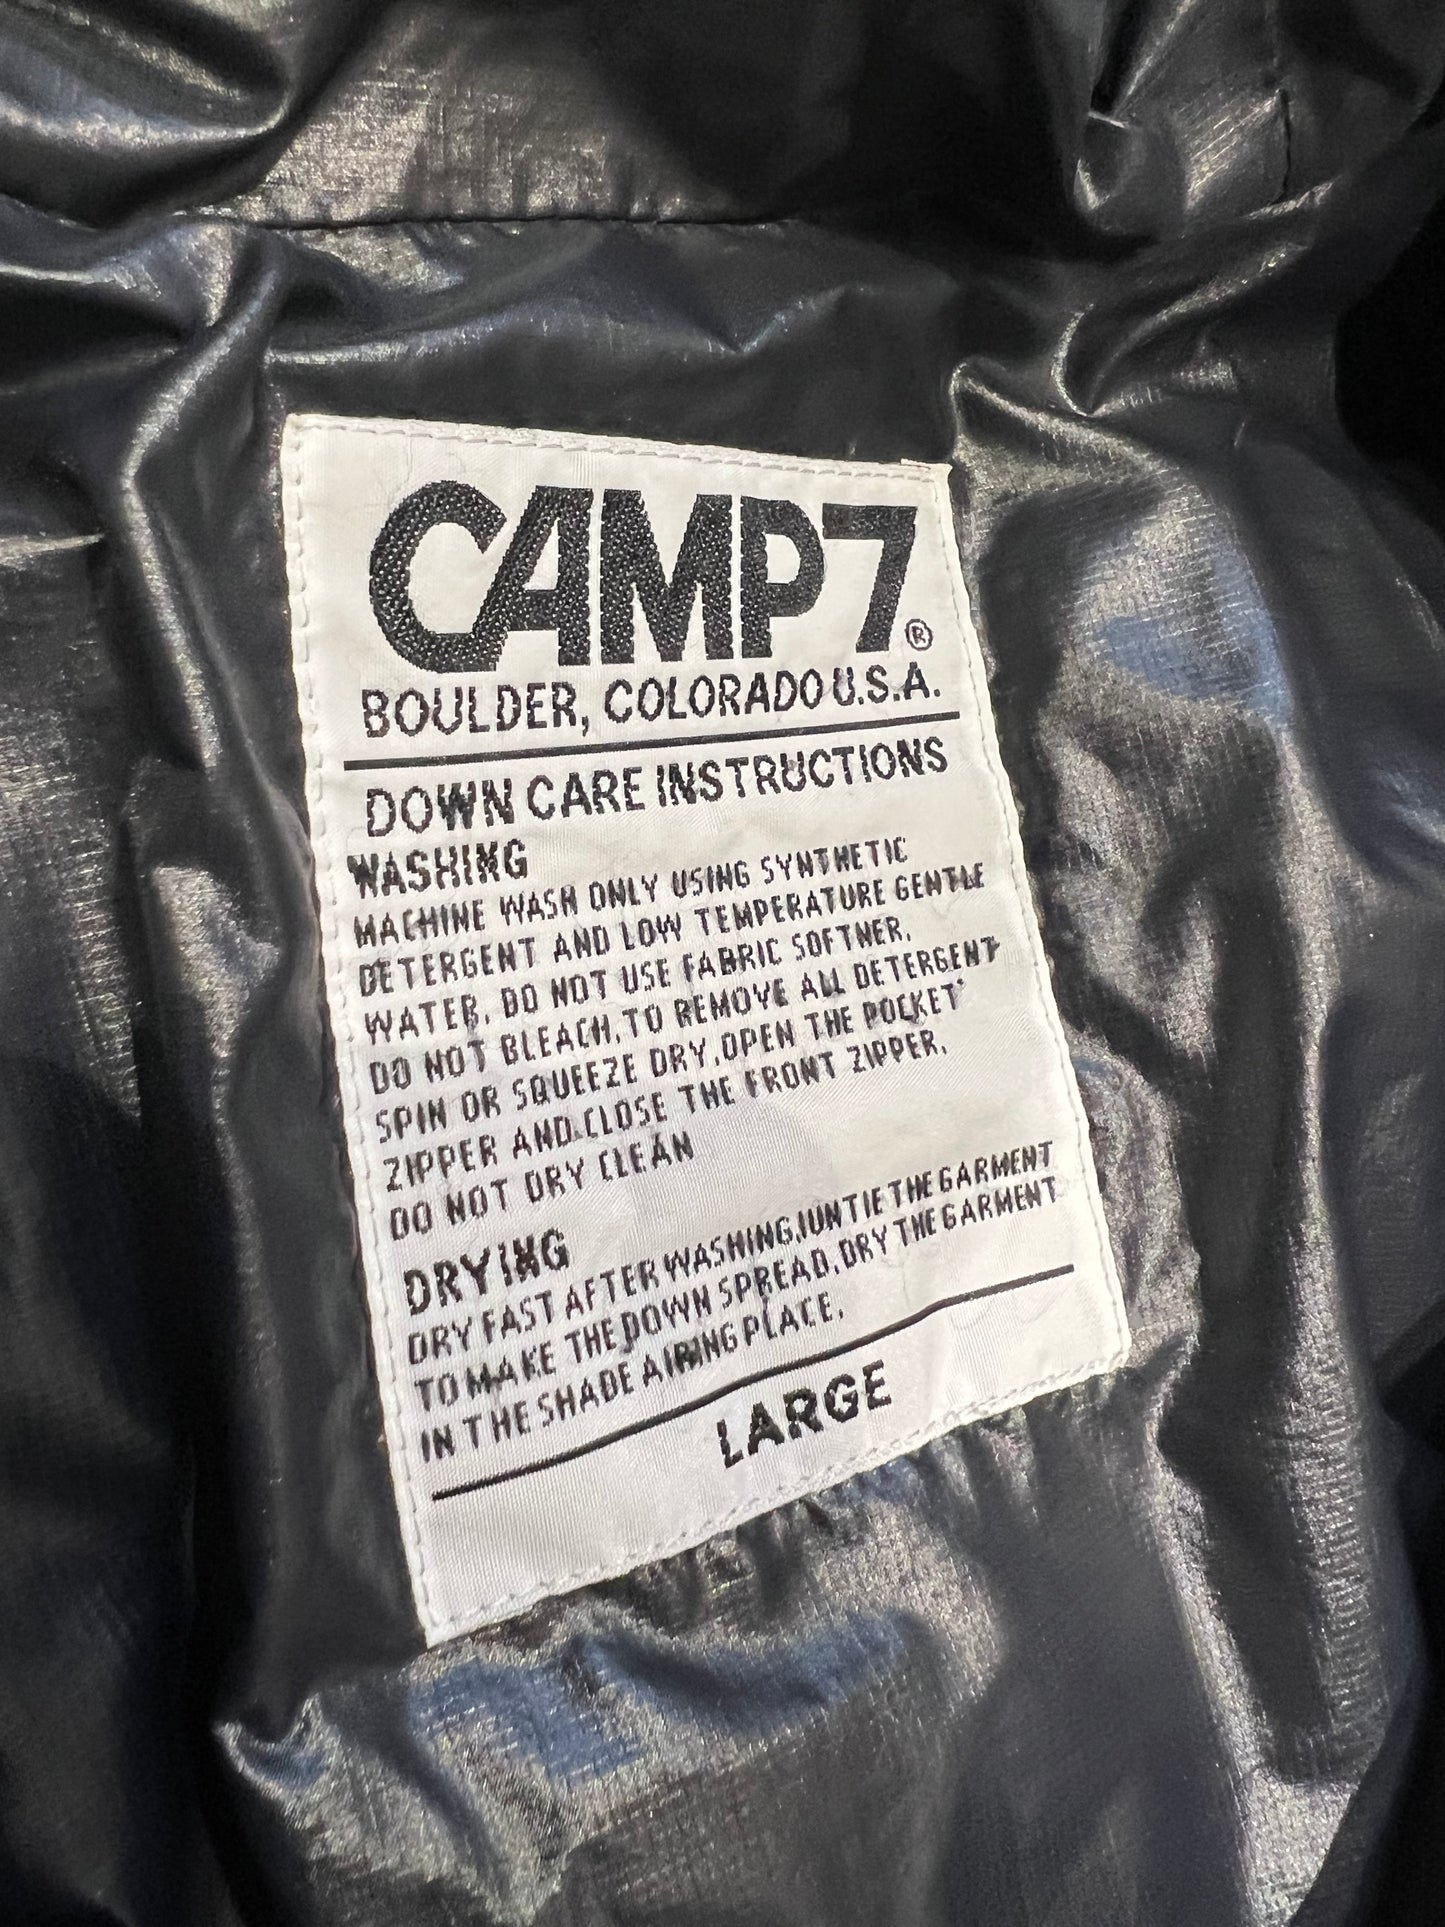 CAMP7®
BOULDER, COLORADO U.S.A.
DOWN CARE INSTRUCTIONS
WASHING
MACHINE WASH ONLY USING SYNTHETIC
DETERGENT AND LOW TEMPERATURE GENTLE
WATER. DO NOT USE FABRIC SOFTNER.
DO NOT BLEACH. TO REMOVE ALL DETERGENT
SPIN OR SQUEEZE DRY. OPEN THE POCKET
ZIPPER AND CLOSE THE FRONT ZIPPER.
DO NOT DRY CLEAN
DRYING
DRY FAST AFTER WASHING. UNTIE THE GARMENT
TO MAKE THE DOWN SPREAD. DRY THE GARMENT
IN THE SHADE AIRING PLACE.
LARGE